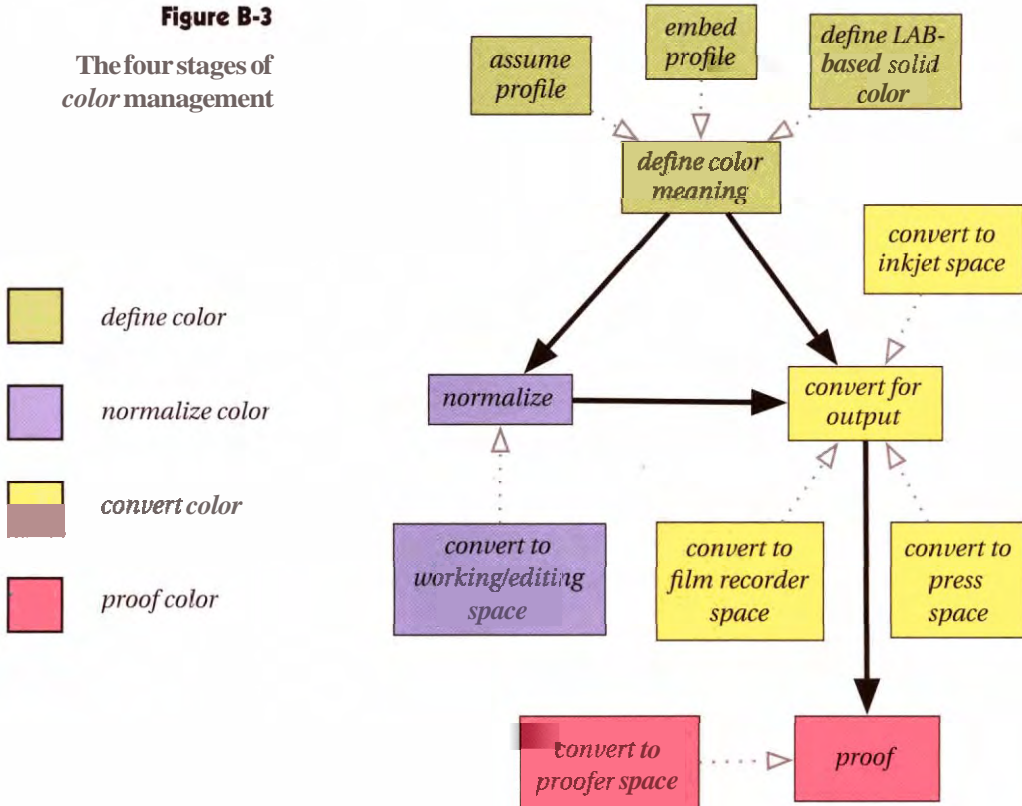 Figure B-3
The four stages of
color management
assume
profile
embed
profile
define LAB-
based solid
color
define color
meaning
convert to
inkjet space
define color
normalize color
convert color
proof color
normalize
convert for
output
convert to
working/editing
space
convert to
film recorder
space
convert to
press
space
convert to
proofer space
proof